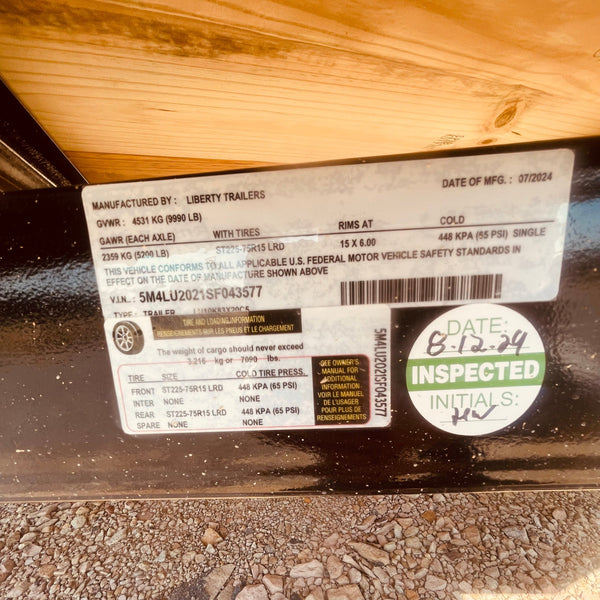 MANUFACTURED BY : LIBERTY TRAILERS DATE OF MFG. : 07/2024
GVWR : 4531 KG (9990 LB)
GAWR (EACH AXLE) WITH TIRES RIMS AT COLD
2359 KG (5200 LB) ST225-75R15 LRD 15 X 6.00 448 KPA (65 PSI) SINGLE
THIS VEHICLE CONFORMS TO ALL APPLICABLE U.S. FEDERAL MOTOR VEHICLE SAFETY STANDARDS IN
EFFECT ON THE DATE OF MANUFACTURE SHOWN ABOVE
V.I.N. : 5M4LU2021SF043577
TYPE : TRAILER
TIRE AND LOADING INFORMATION
RENSEIGNEMENTS SUR LES PNEUS ET LE CHARGEMENT
The weight of cargo should never exceed
3,216 kg or 7090 lbs.
TIRE SIZE COLD TIRE PRESS.
FRONT ST225-75R15 LRD 448 KPA (65 PSI)
INTER NONE NONE
REAR ST225-75R15 LRD 448 KPA (65 PSI)
SPARE NONE NONE
SEE OWNER'S
MANUAL FOR
ADDITIONAL
INFORMATION
VOIR LE MANUEL
DE L'USAGER
POUR PLUS DE
RENSEIGNEMENTS
5M4LU2021SF043577
DATE:
8-12-24
INSPECTED
INITIALS: